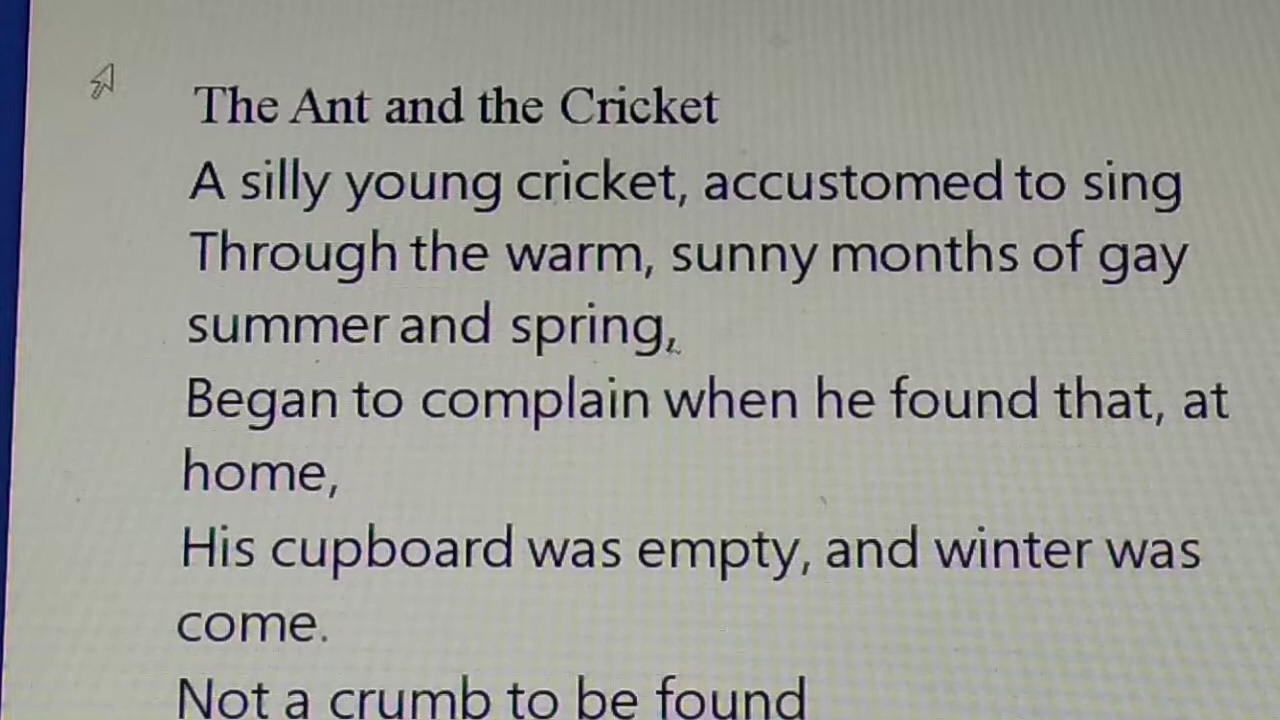 The Ant and the Cricket
A silly young cricket, accustomed to sing
Through the warm, sunny months of gay
summer and spring,
Began to complain when he found that, at
home,
His cupboard was empty, and winter was
come.
Not a crumb to be found